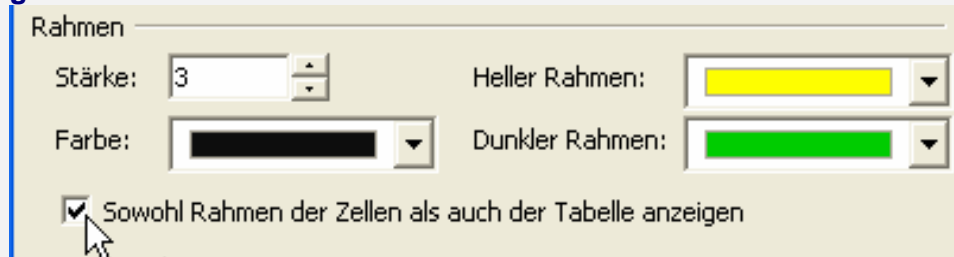 Rahmen
Stärke: 3 Heller Rahmen:
Farbe: Dunkler Rahmen:
Sowohl Rahmen der Zellen als auch der Tabelle anzeigen